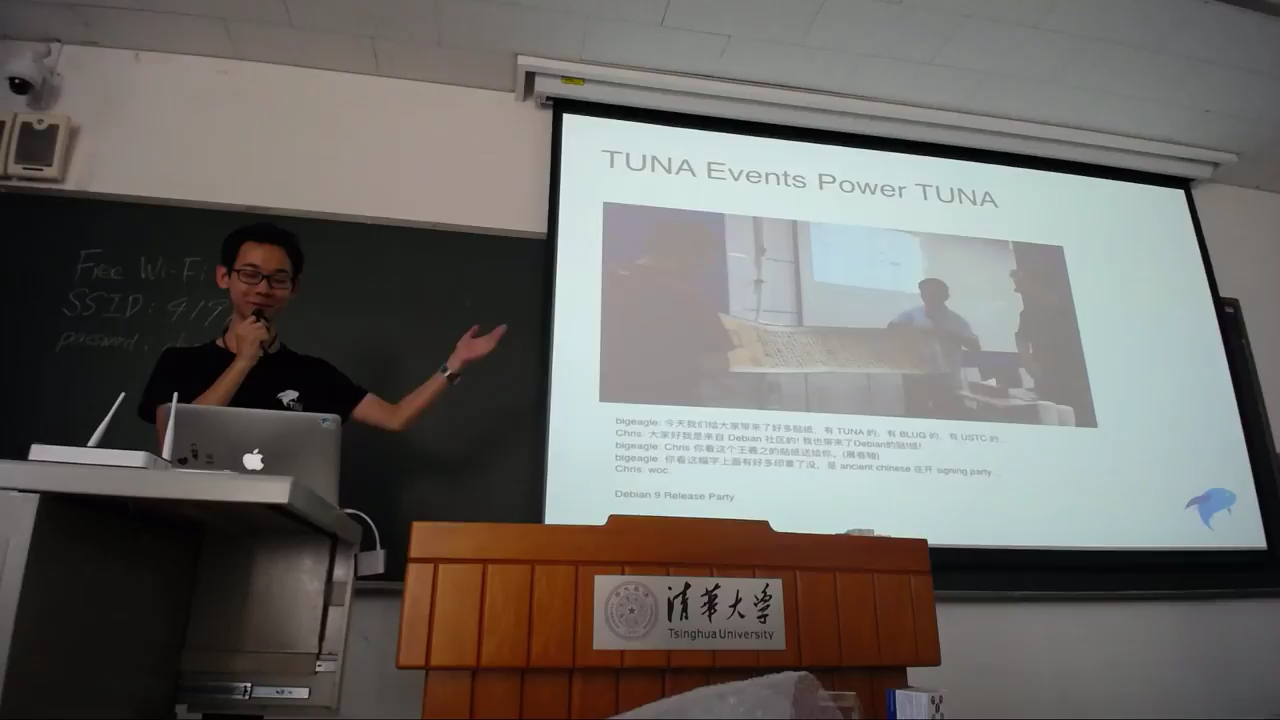 TUNA Events Power TUNA
Free Wi-Fi
SSID: 419
password.
bigeagle: 今天我们给大家带来了好多贴纸，有 TUNA 的，有 BLUG 的，有 USTC 的...
Chris: 大家好我是来自 Debian 社区的! 我也带来了Debian的贴纸!
bigeagle: Chris 你看这个王羲之的贴纸送给你。(展卷轴)
bigeagle: 你看这幅字上面有好多印章了没，是 ancient chinese 在开 signing party ...
Chris: woc.
Debian 9 Release Party
清華大学
Tsinghua University